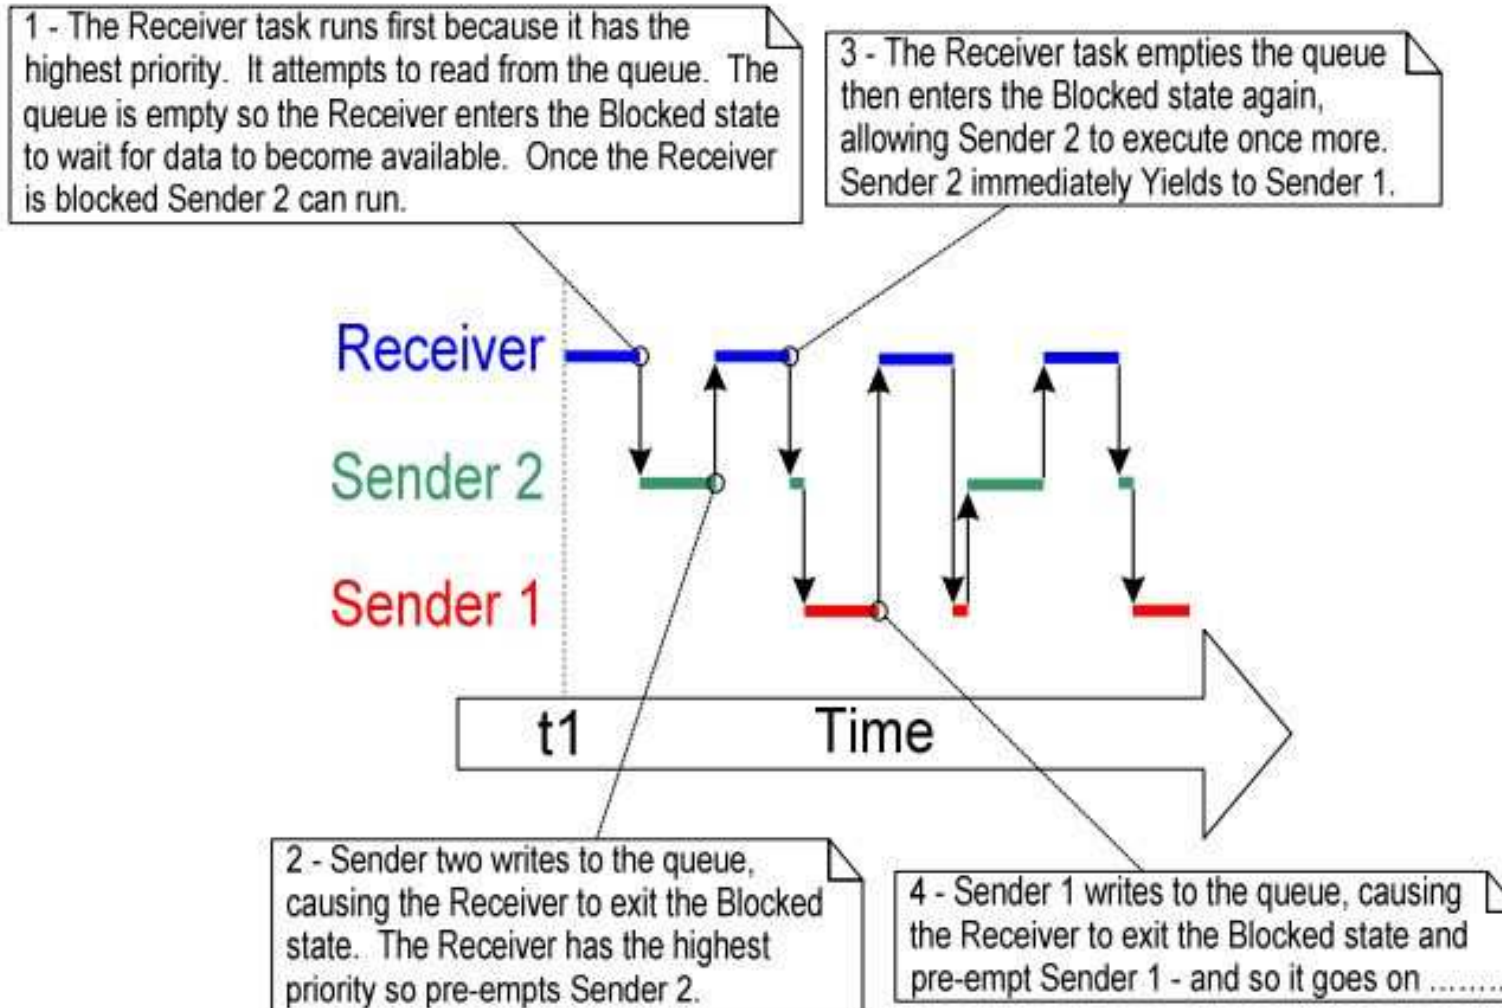 1 - The Receiver task runs first because it has the
highest priority.  It attempts to read from the queue.  The
queue is empty so the Receiver enters the Blocked state
to wait for data to become available.  Once the Receiver
is blocked Sender 2 can run.
3 - The Receiver task empties the queue
then enters the Blocked state again,
allowing Sender 2 to execute once more.
Sender 2 immediately Yields to Sender 1.
Receiver
Sender 2
Sender 1
t1
Time
2 - Sender two writes to the queue,
causing the Receiver to exit the Blocked
state.  The Receiver has the highest
priority so pre-empts Sender 2.
4 - Sender 1 writes to the queue, causing
the Receiver to exit the Blocked state and
pre-empt Sender 1 - and so it goes on ........